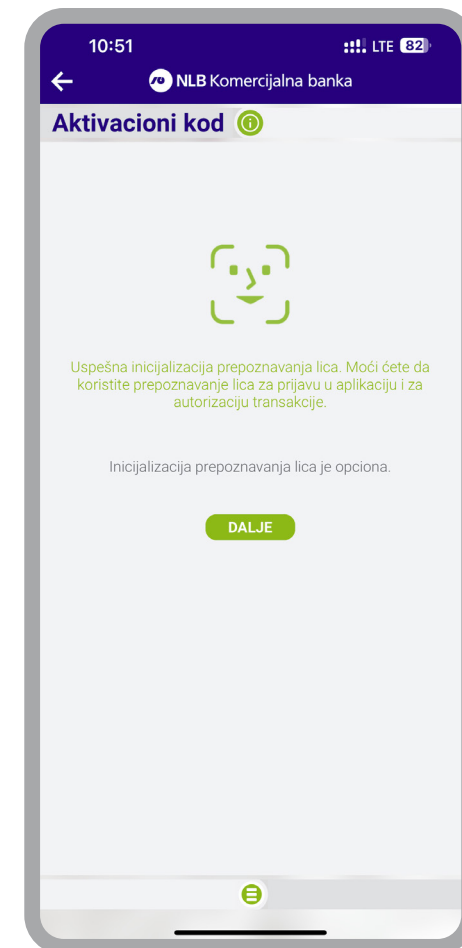 10:51 LTE 82
NLB Komercijalna banka
Aktivacioni kod
Uspešna inicijalizacija prepoznavanja lica. Moći ćete da
koristite prepoznavanje lica za prijavu u aplikaciju i za
autorizaciju transakcije.
Inicijalizacija prepoznavanja lica je opciona.
DALJE